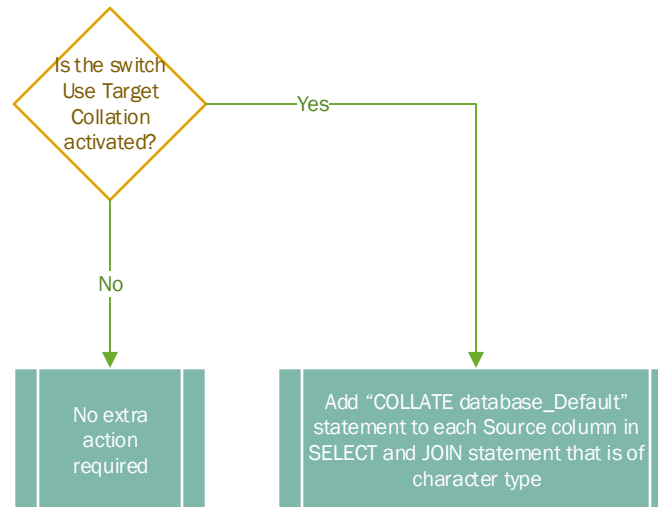 Is the switch
Use Target
Collation
activated?
Yes
No
No extra
action
required
Add “COLLATE database_Default”
statement to each Source column in
SELECT and JOIN statement that is of
character type